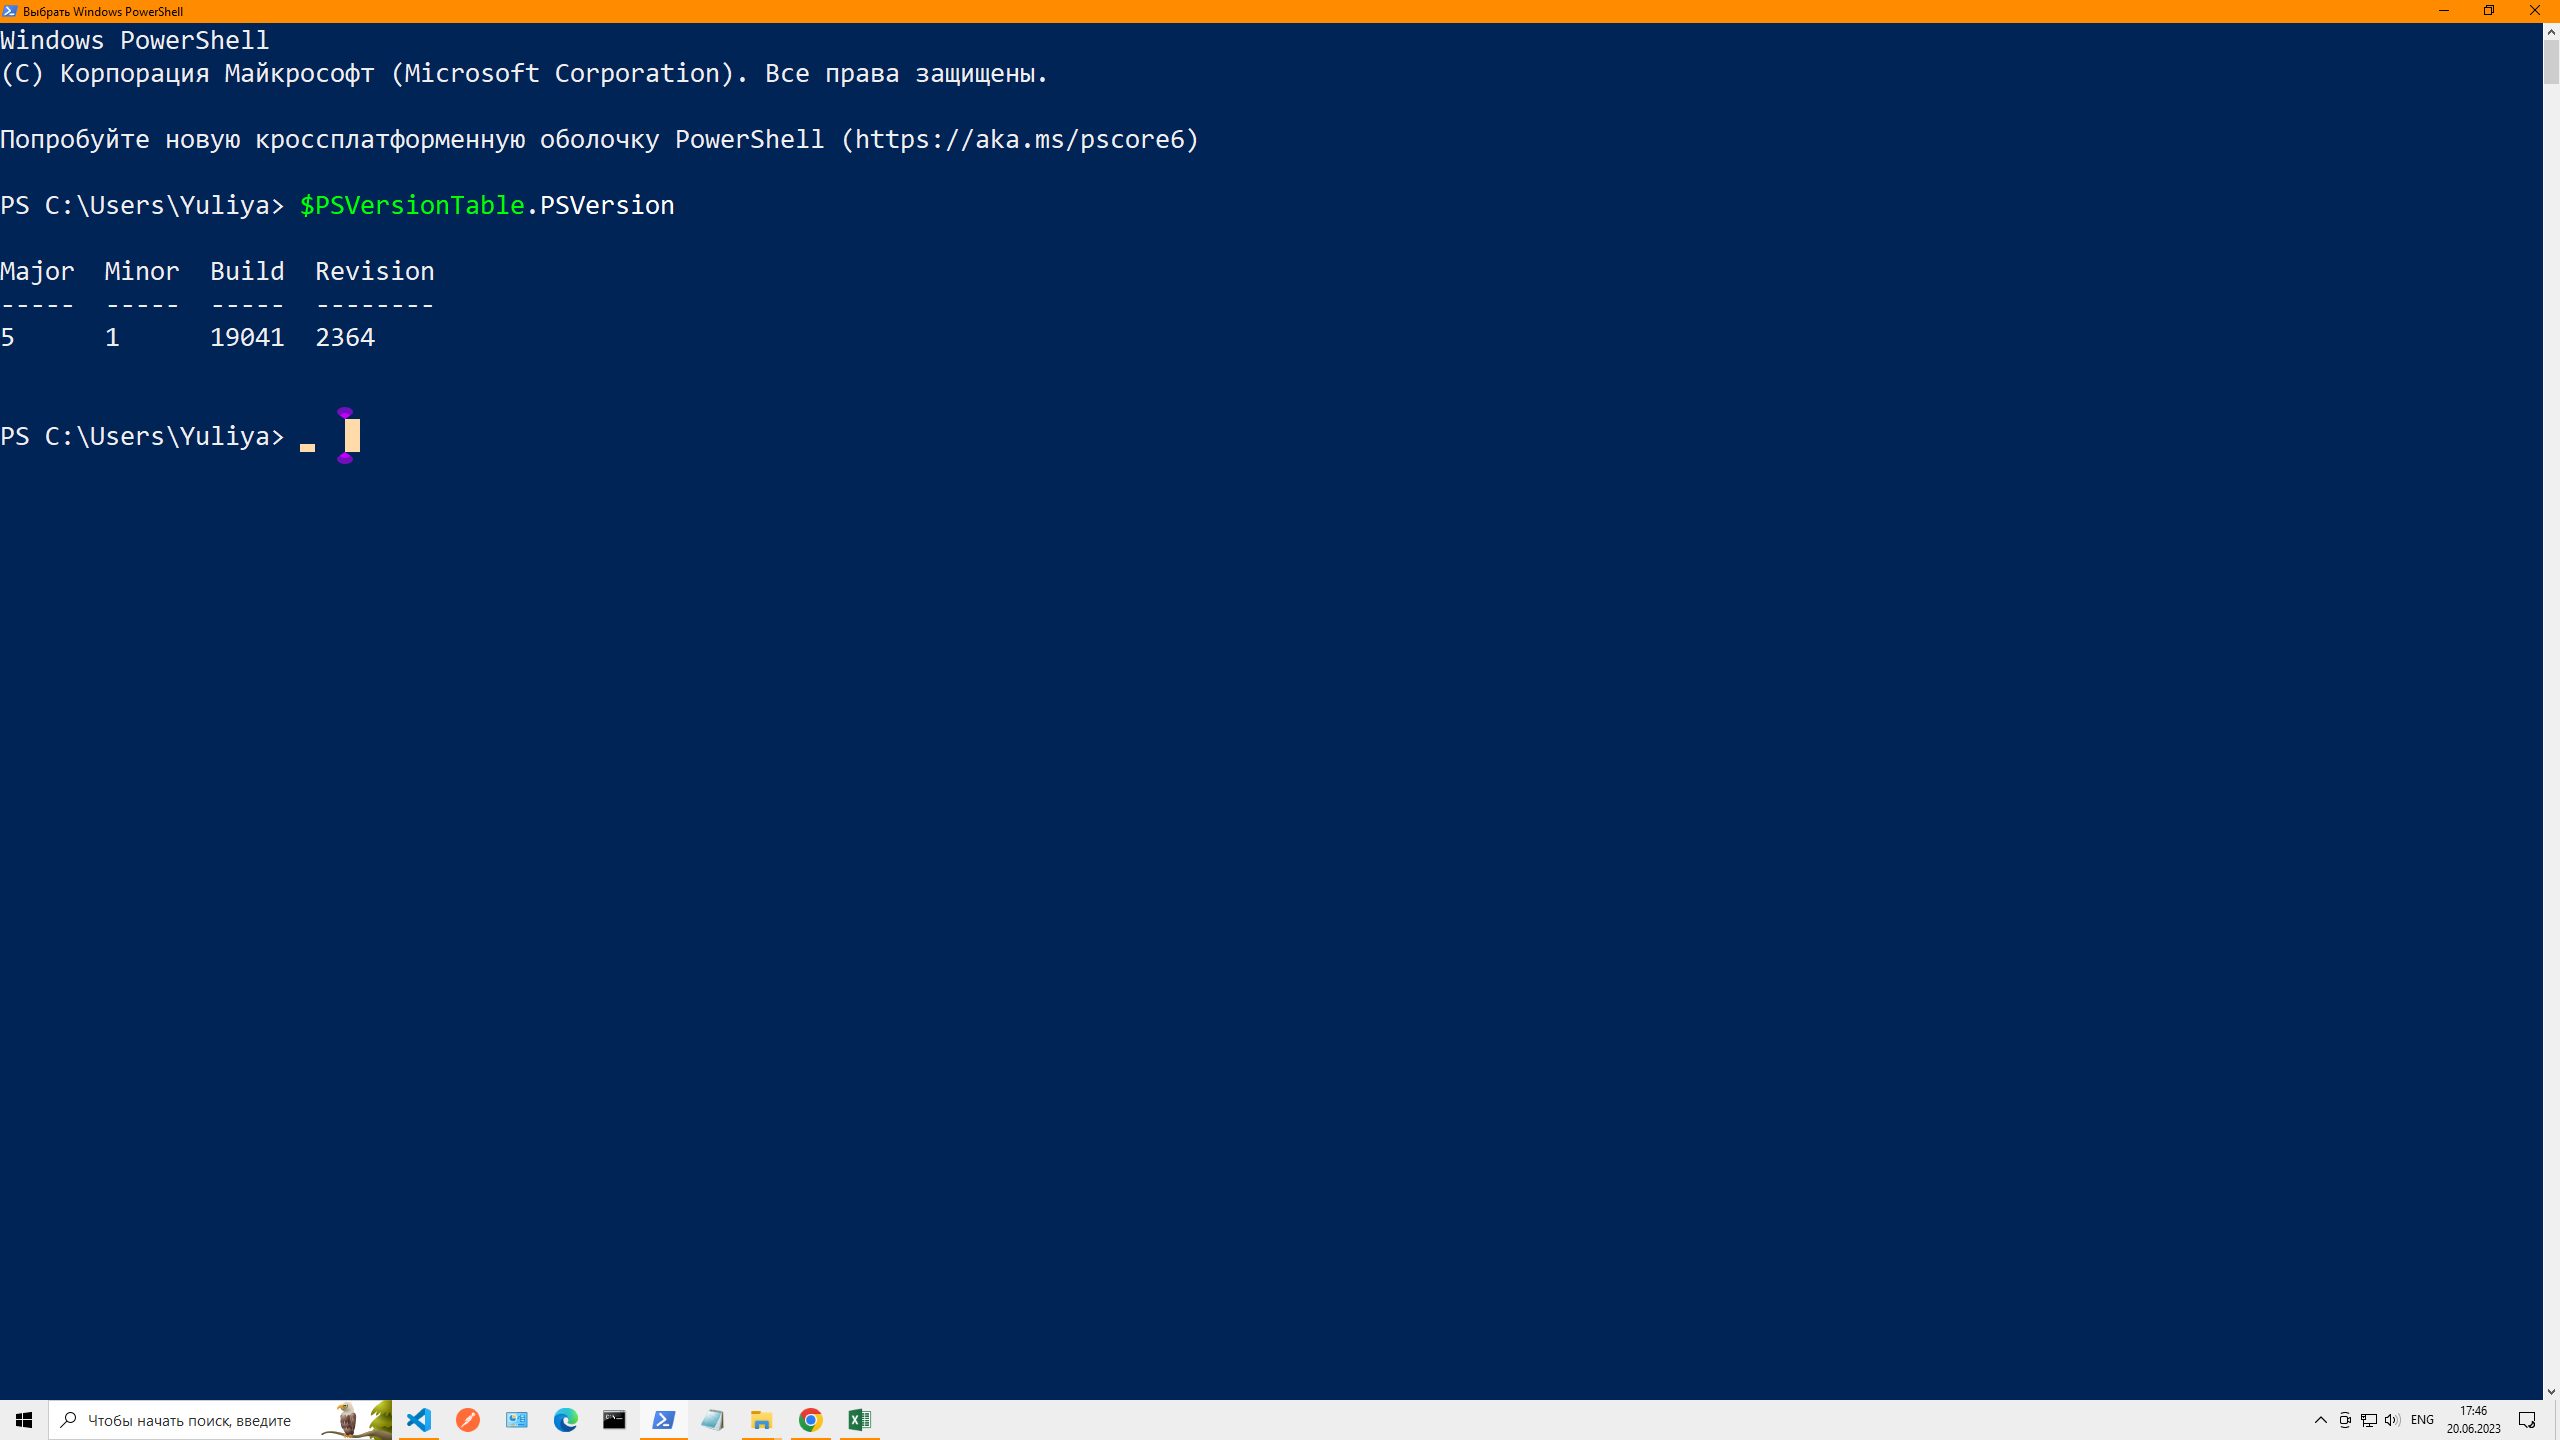 Выбрать Windows PowerShell
Windows PowerShell
(C) Корпорация Майкрософт (Microsoft Corporation). Все права защищены.
Попробуйте новую кроссплатформенную оболочку PowerShell (https://aka.ms/pscore6)
PS C:\Users\Yuliya> $PSVersionTable.PSVersion
Major  Minor  Build  Revision
-----  -----  -----  --------
5      1      19041  2364
PS C:\Users\Yuliya>
Чтобы начать поиск, введите
ENG
17:46
20.06.2023